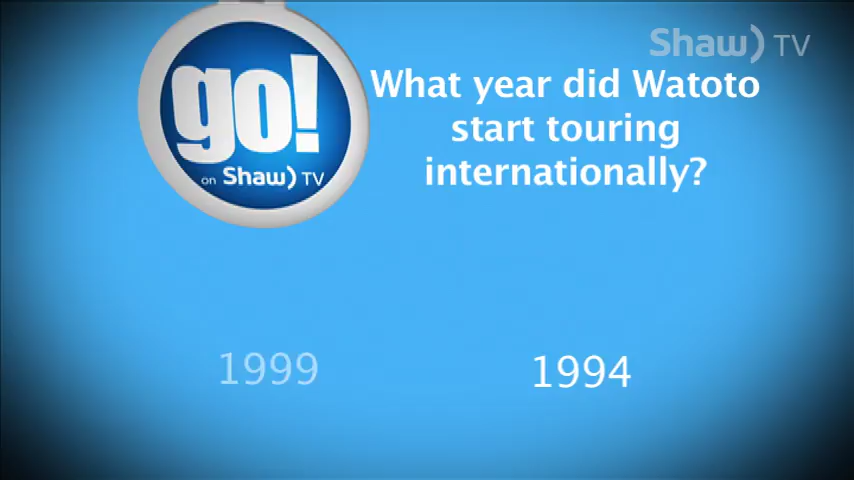 Shaw) TV
go!
on Shaw) TV
What year did Watoto
start touring
internationally?
1999
1994